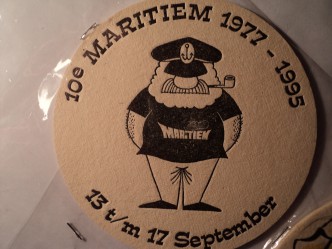 10e MARITIEM 1977 - 1995
MARITIEM
13 t/m 17 September